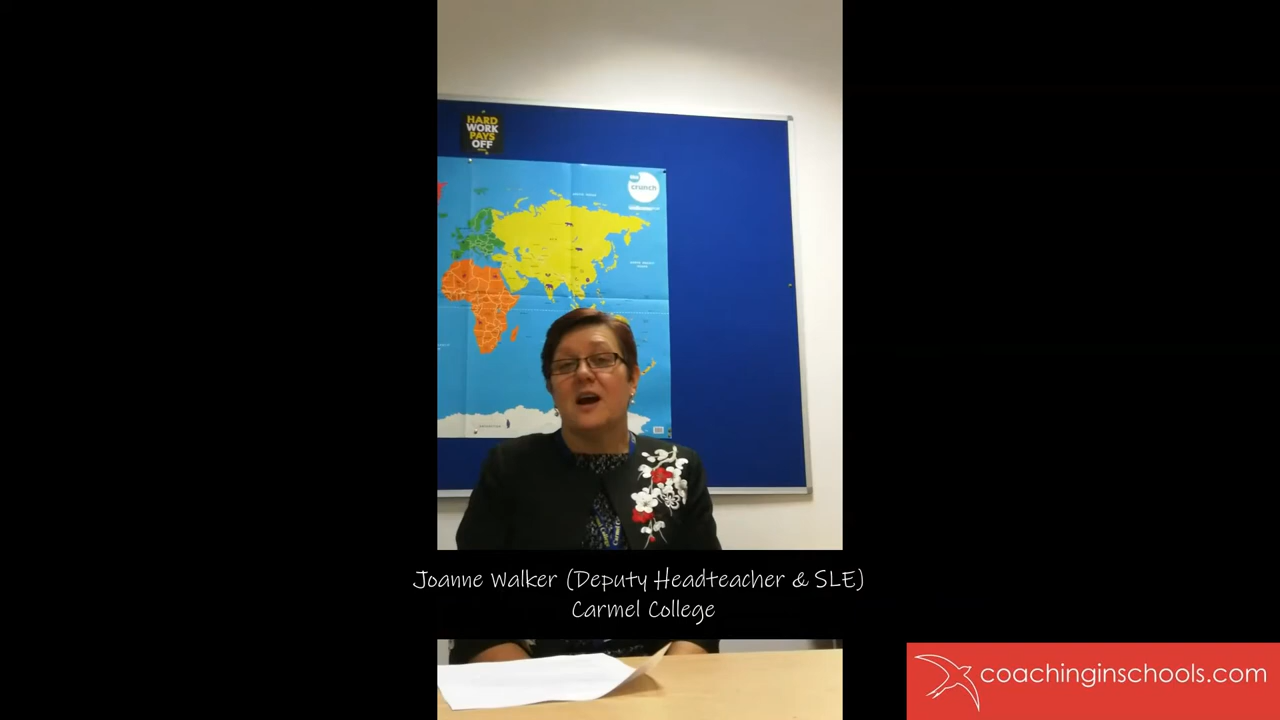 HARD
WORK
PAYS
OFF
crunch
Joanne Walker (Deputy Headteacher & SLE)
Carmel College
coachinginschools.com